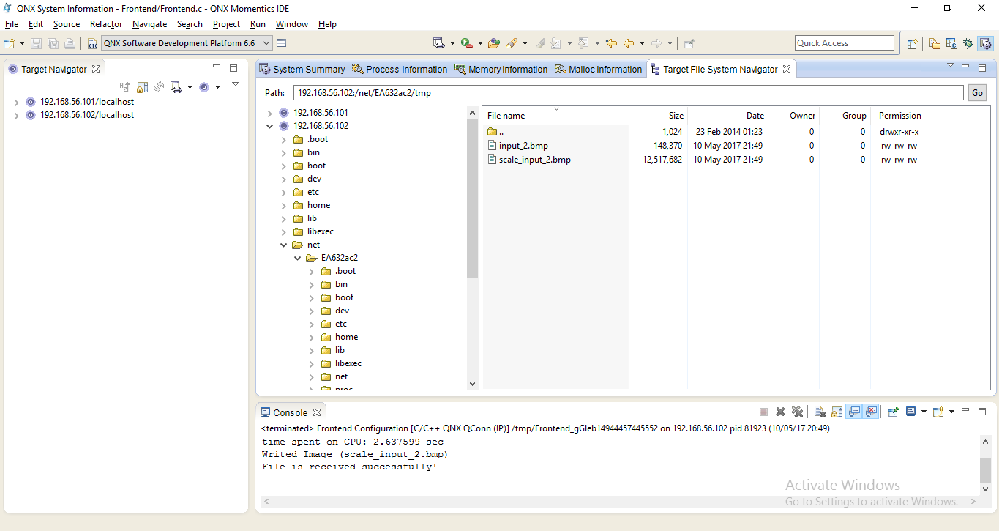 QNX System Information - Frontend/Frontend.c - QNX Momentics IDE
File Edit Source Refactor Navigate Search Project Run Window Help
QNX Software Development Platform 6.6
Quick Access
Target Navigator
192.168.56.101/localhost
192.168.56.102/localhost
System Summary Process Information Memory Information Malloc Information Target File System Navigator
Path: 192.168.56.102:/net/EA632ac2/tmp Go
192.168.56.101
192.168.56.102
.boot
bin
boot
dev
etc
home
lib
libexec
net
EA632ac2
.boot
bin
boot
dev
etc
home
lib
libexec
net
proc
File name Size Date Owner Group Permission
.. 1,024 23 Feb 2014 01:23 0 0 drwxr-xr-x
input_2.bmp 148,370 10 May 2017 21:49 0 0 -rw-rw-rw-
scale_input_2.bmp 12,517,682 10 May 2017 21:49 0 0 -rw-rw-rw-
Console
<terminated> Frontend Configuration [C/C++ QNX QConn (IP)] /tmp/Frontend_gGleb14944457445552 on 192.168.56.102 pid 81923 (10/05/17 20:49)
time spent on CPU: 2.637599 sec
Writed Image (scale_input_2.bmp)
File is received successfully!
Activate Windows
Go to Settings to activate Windows.